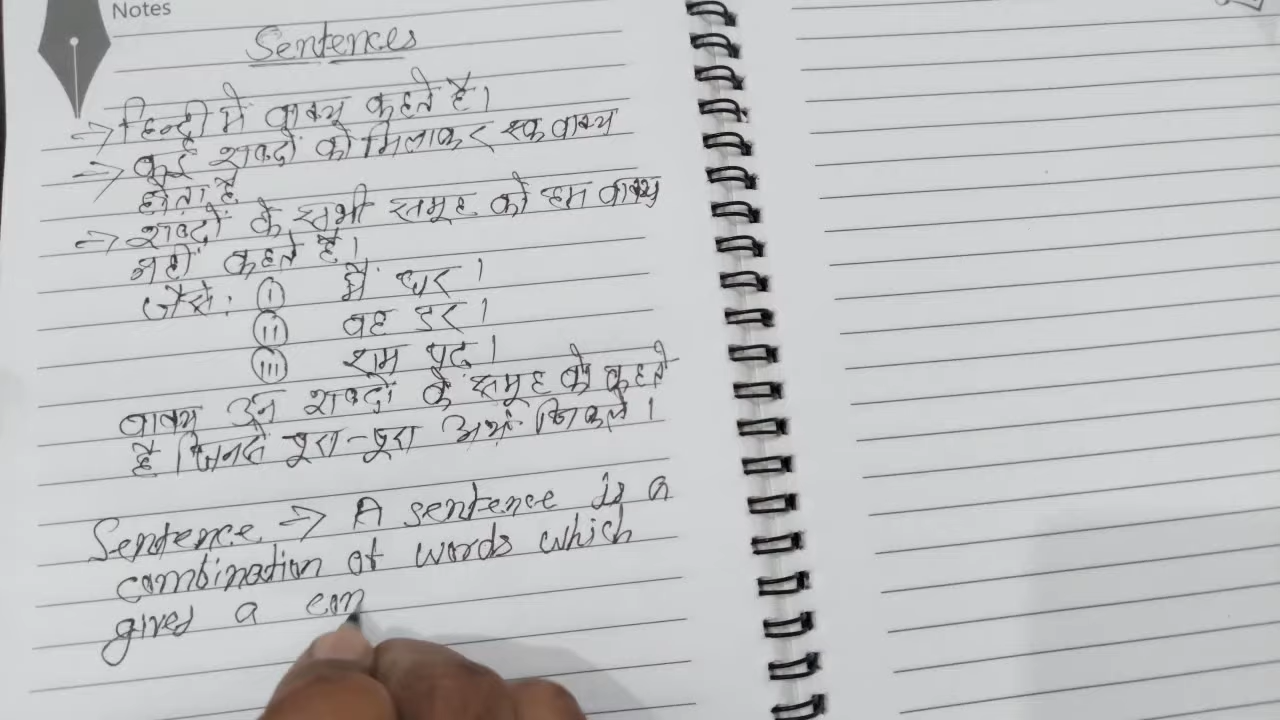 Notes
Sentences
→ हिन्दी में वाक्य कहते है।
→ कई शब्दों को मिलाकर एक वाक्य
होता है
→ शब्दों के सभी समूह को हम वाक्य
नहीं कहते है।
जैसे: (i) मैं घर।
(ii) वह डर।
(iii) राम पढ़।
वाक्य उन शब्दों के समूह को कहते
है जिनसे पूरा-पूरा अर्थ निकले।
Sentence → A sentence is a
combination of words which
gives a com